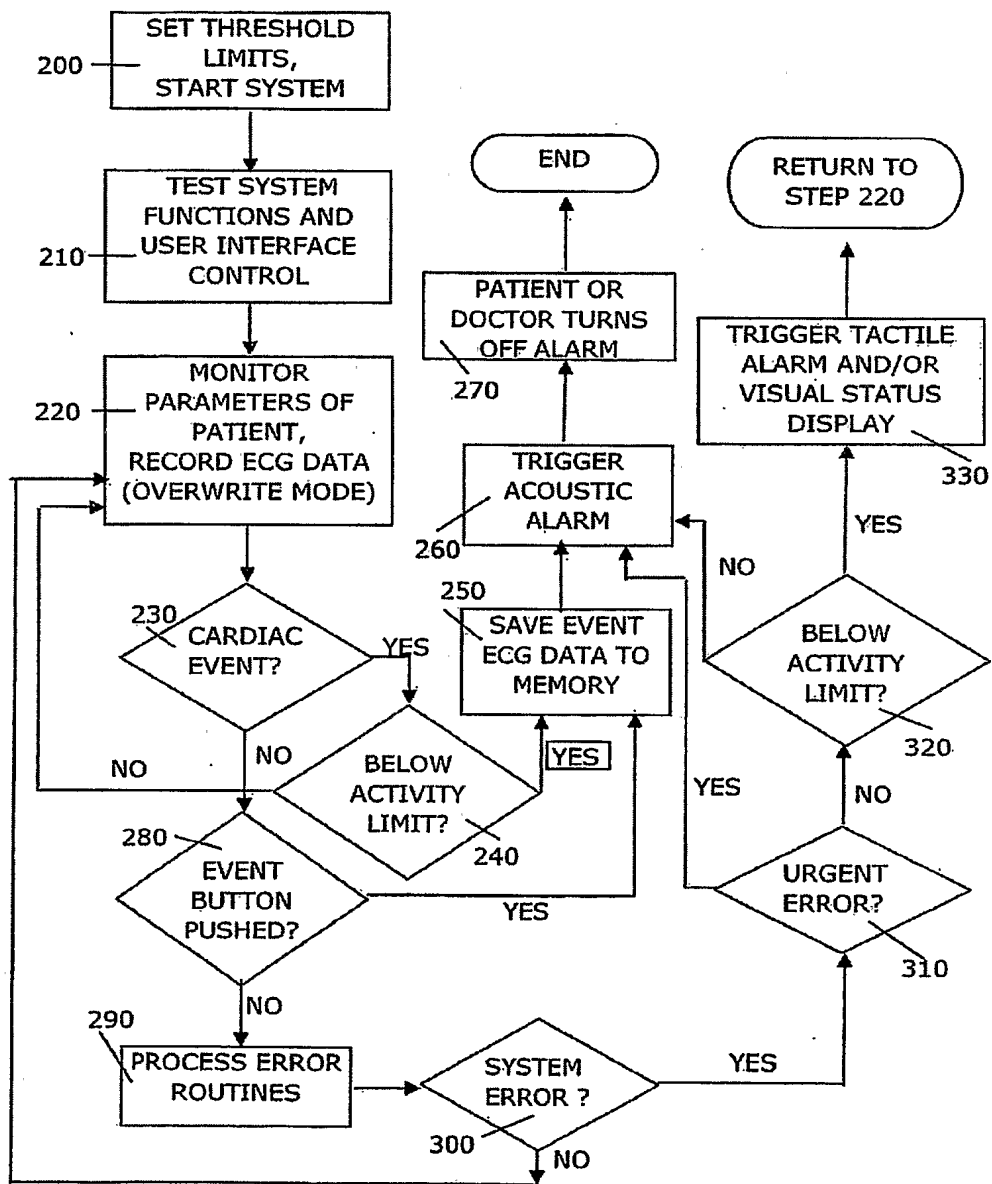 SET THRESHOLD
LIMITS,
START SYSTEM
200
TEST SYSTEM
FUNCTIONS AND
USER INTERFACE
CONTROL
210
MONITOR
PARAMETERS OF
PATIENT,
RECORD ECG DATA
(OVERWRITE MODE)
220
230
CARDIAC
EVENT?
YES
NO
NO
BELOW
ACTIVITY
LIMIT?
240
YES
280
EVENT
BUTTON
PUSHED?
YES
NO
290
PROCESS ERROR
ROUTINES
SYSTEM
ERROR ?
300
NO
YES
END
PATIENT OR
DOCTOR TURNS
OFF ALARM
270
TRIGGER
ACOUSTIC
ALARM
260
250
SAVE EVENT
ECG DATA TO
MEMORY
RETURN TO
STEP 220
TRIGGER TACTILE
ALARM AND/OR
VISUAL STATUS
DISPLAY
330
YES
NO
BELOW
ACTIVITY
LIMIT?
320
YES
NO
URGENT
ERROR?
310